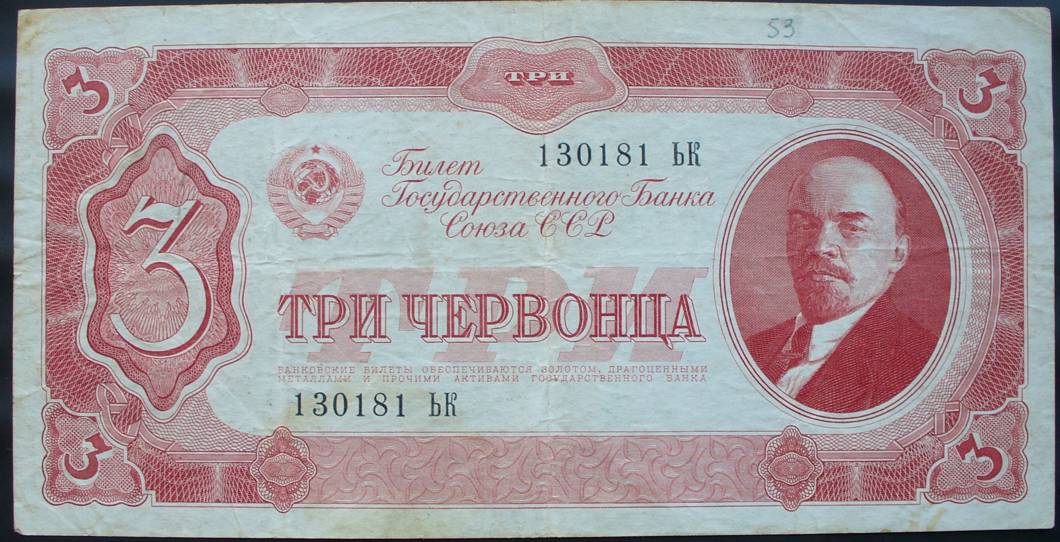 53
3 ТРИ 3
Билет 130181 ЬК
Государственного Банка
Союза ССР
3
ТРИ
ТРИ ЧЕРВОНЦА
БАНКОВСКИЕ БИЛЕТЫ ОБЕСПЕЧИВАЮТСЯ ЗОЛОТОМ, ДРАГОЦЕННЫМИ
МЕТАЛЛАМИ И ПРОЧИМИ АКТИВАМИ ГОСУДАРСТВЕННОГО БАНКА
130181 ЬК
3 3